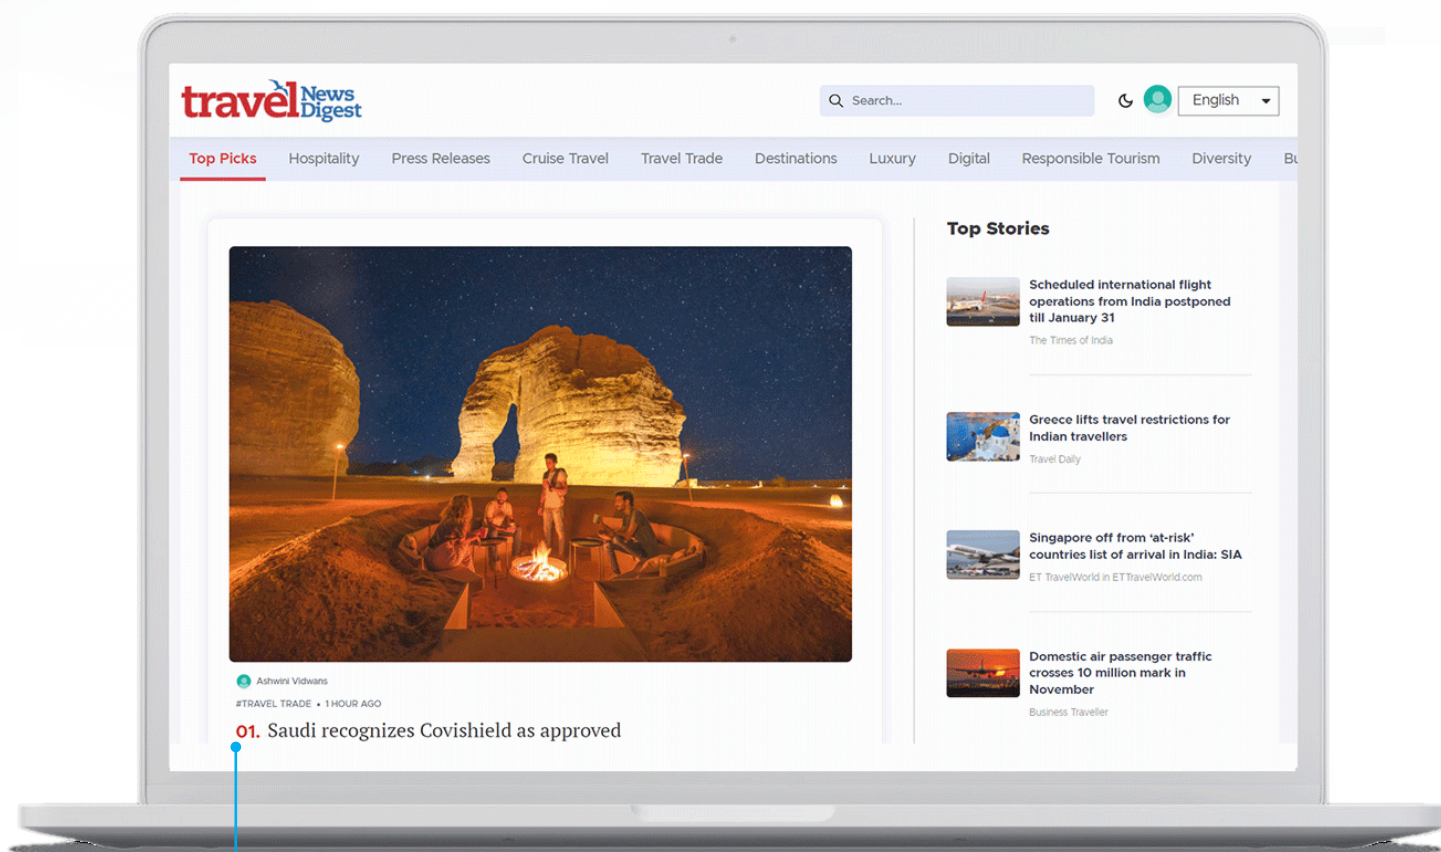 travel News
Digest
Search...
English
Top Picks
Hospitality
Press Releases
Cruise Travel
Travel Trade
Destinations
Luxury
Digital
Responsible Tourism
Diversity
Bu
Ashwini Vidwans
#TRAVEL TRADE • 1 HOUR AGO
01. Saudi recognizes Covishield as approved
Top Stories
Scheduled international flight
operations from India postponed
till January 31
The Times of India
Greece lifts travel restrictions for
Indian travellers
Travel Daily
Singapore off from ‘at-risk’
countries list of arrival in India: SIA
ET TravelWorld in ETTravelWorld.com
Domestic air passenger traffic
crosses 10 million mark in
November
Business Traveller